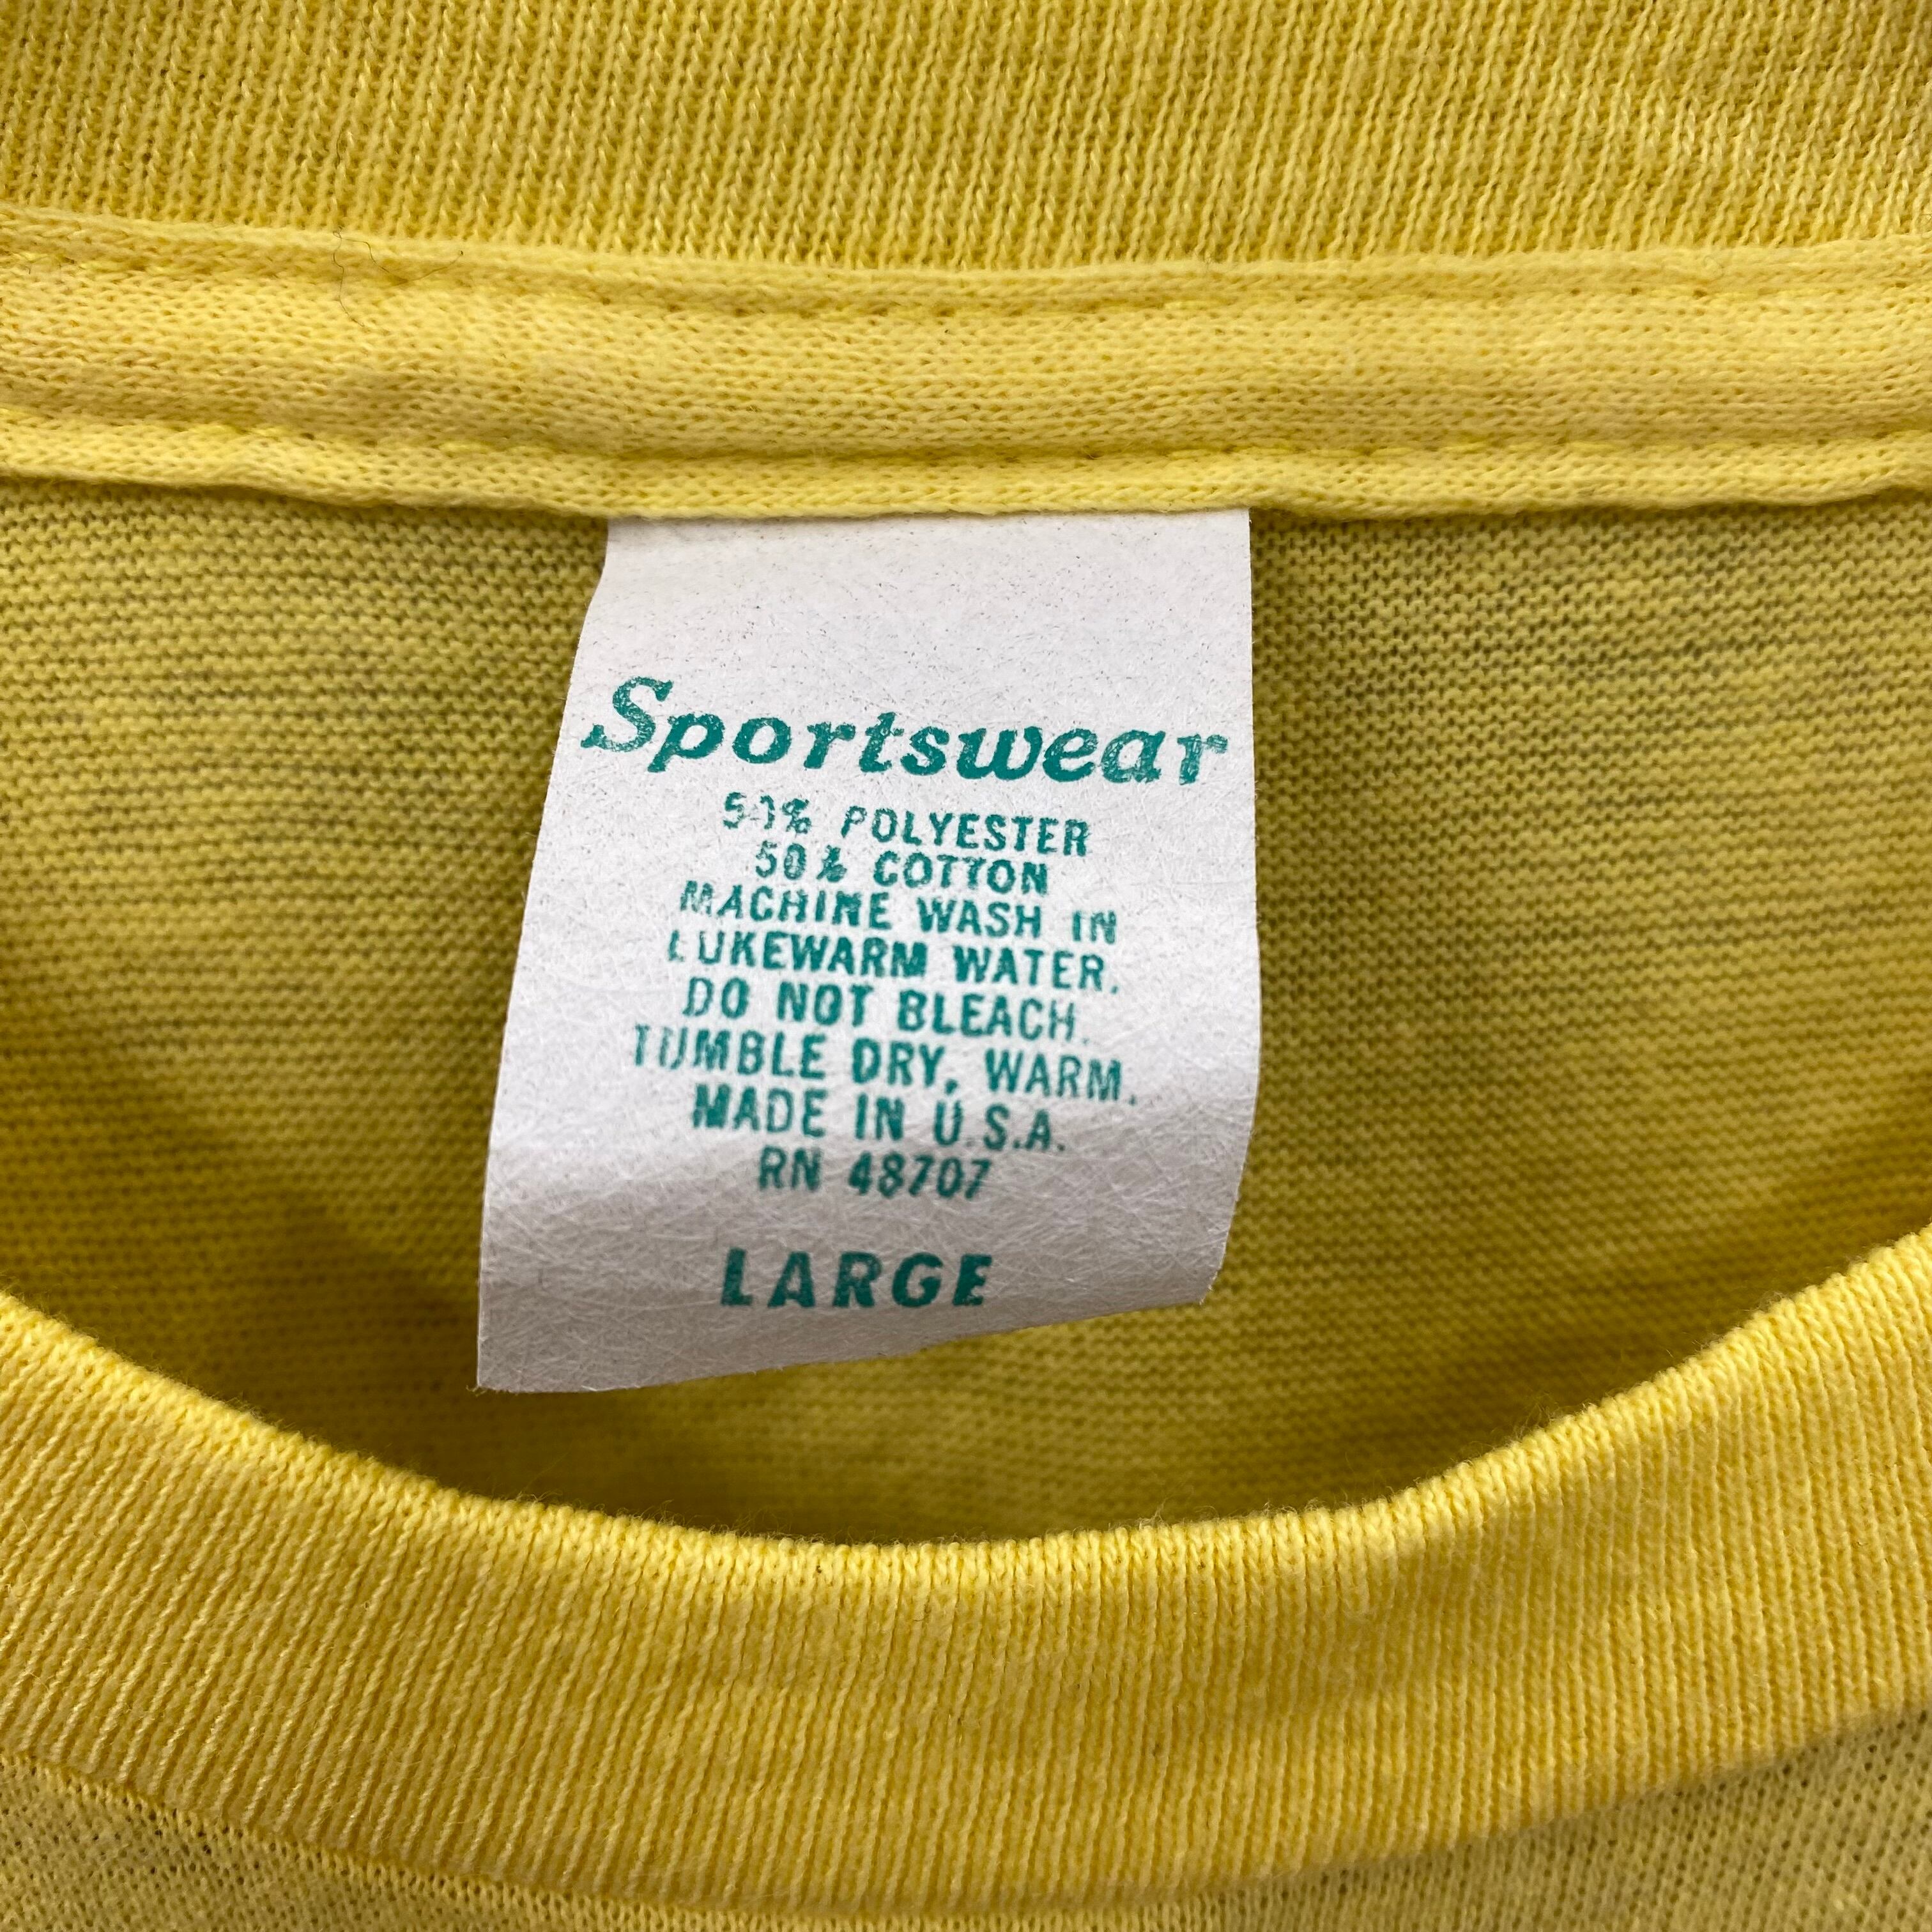 Sportswear
50% POLYESTER
50% COTTON
MACHINE WASH IN
LUKEWARM WATER.
DO NOT BLEACH.
TUMBLE DRY, WARM.
MADE IN U.S.A.
RN 48707
LARGE